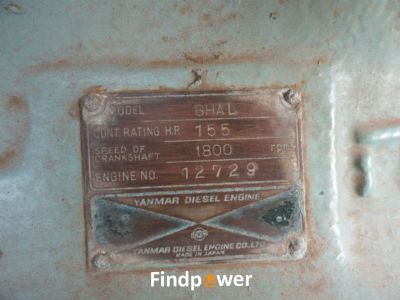 MODEL 6HAL
CONT. RATING H.P. 155
SPEED OF CRANKSHAFT 1800 rpm
ENGINE NO. 12729
YANMAR DIESEL ENGINE
YANMAR DIESEL ENGINE CO., LTD.
MADE IN JAPAN
Findpower